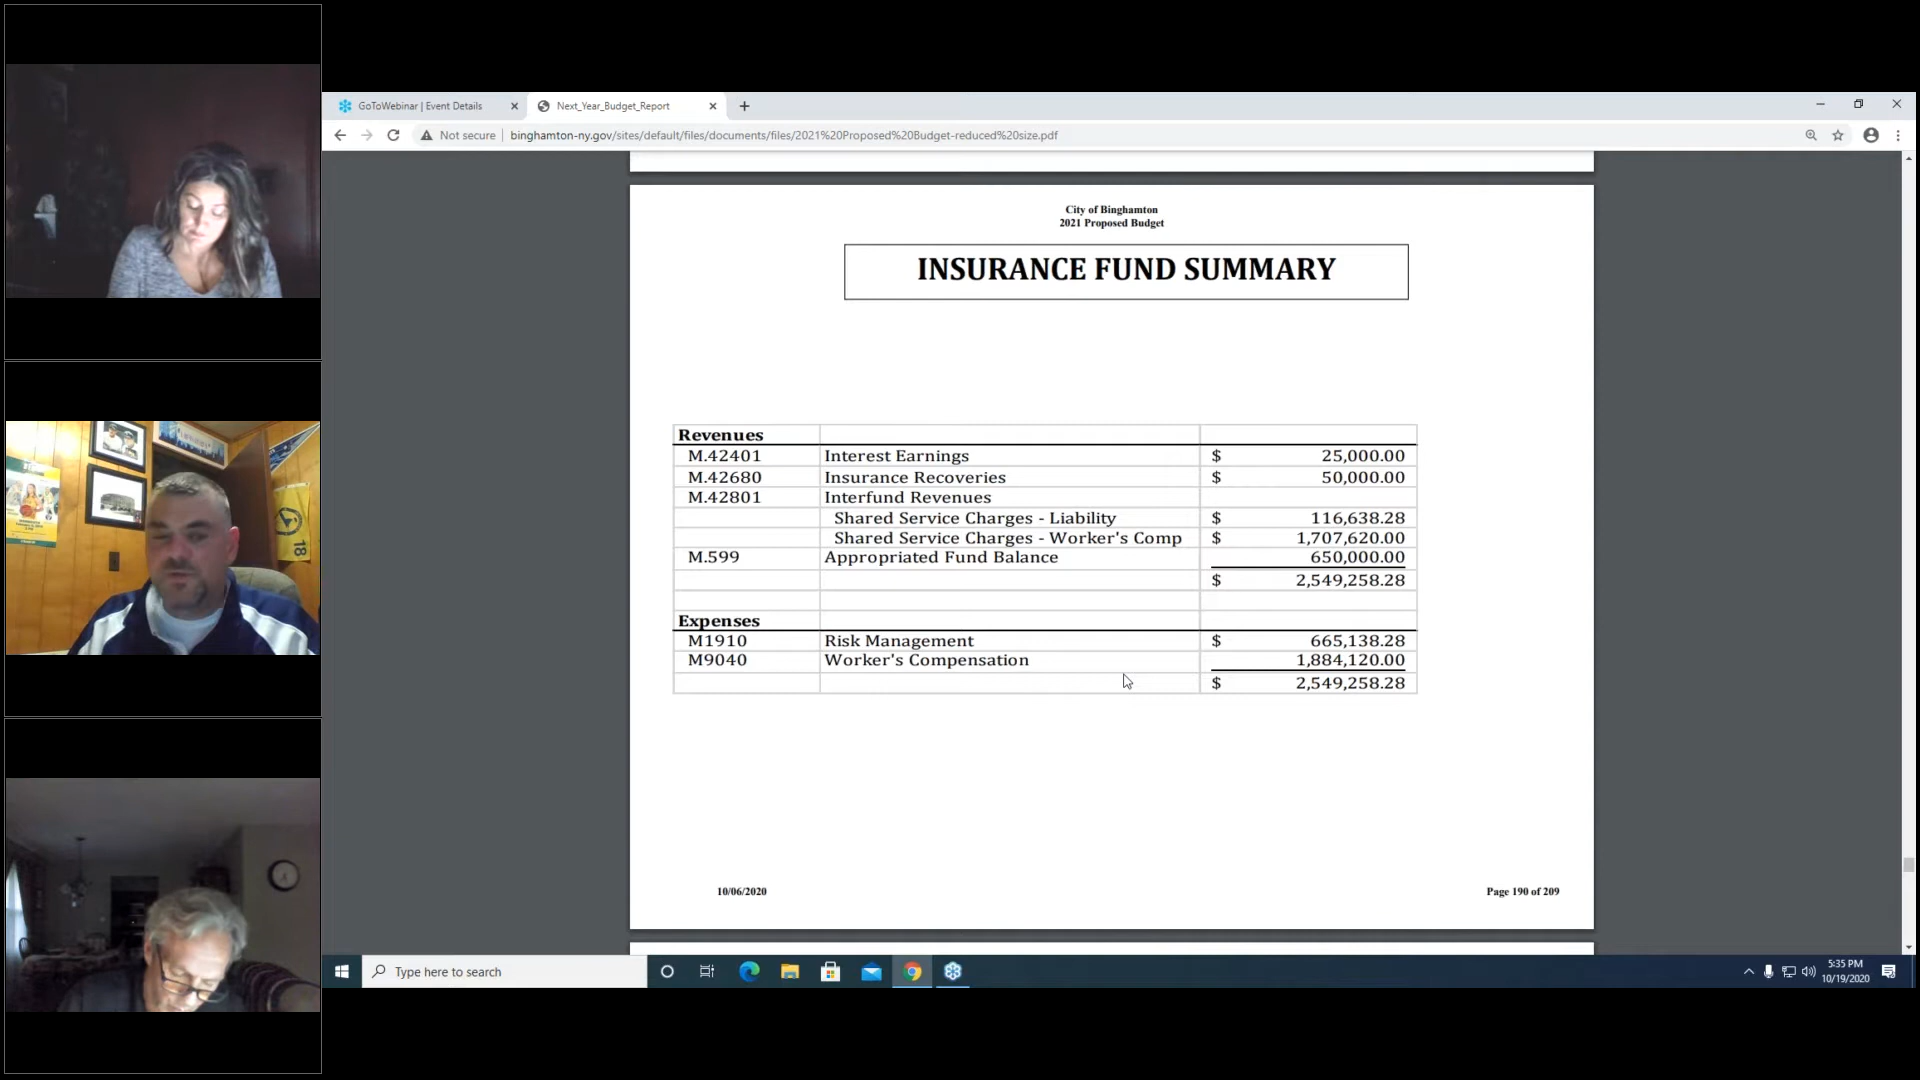 GoToWebinar | Event Details
Next_Year_Budget_Report
Not secure
binghamton-ny.gov/sites/default/files/documents/files/2021%20Proposed%20Budget-reduced%20size.pdf
City of Binghamton
2021 Proposed Budget
INSURANCE FUND SUMMARY
Revenues
M.42401 Interest Earnings $ 25,000.00
M.42680 Insurance Recoveries $ 50,000.00
M.42801 Interfund Revenues
Shared Service Charges - Liability $ 116,638.28
Shared Service Charges - Worker's Comp $ 1,707,620.00
M.599 Appropriated Fund Balance 650,000.00
$ 2,549,258.28
Expenses
M1910 Risk Management $ 665,138.28
M9040 Worker's Compensation 1,884,120.00
$ 2,549,258.28
10/06/2020
Page 190 of 209
Type here to search
5:35 PM
10/19/2020
18